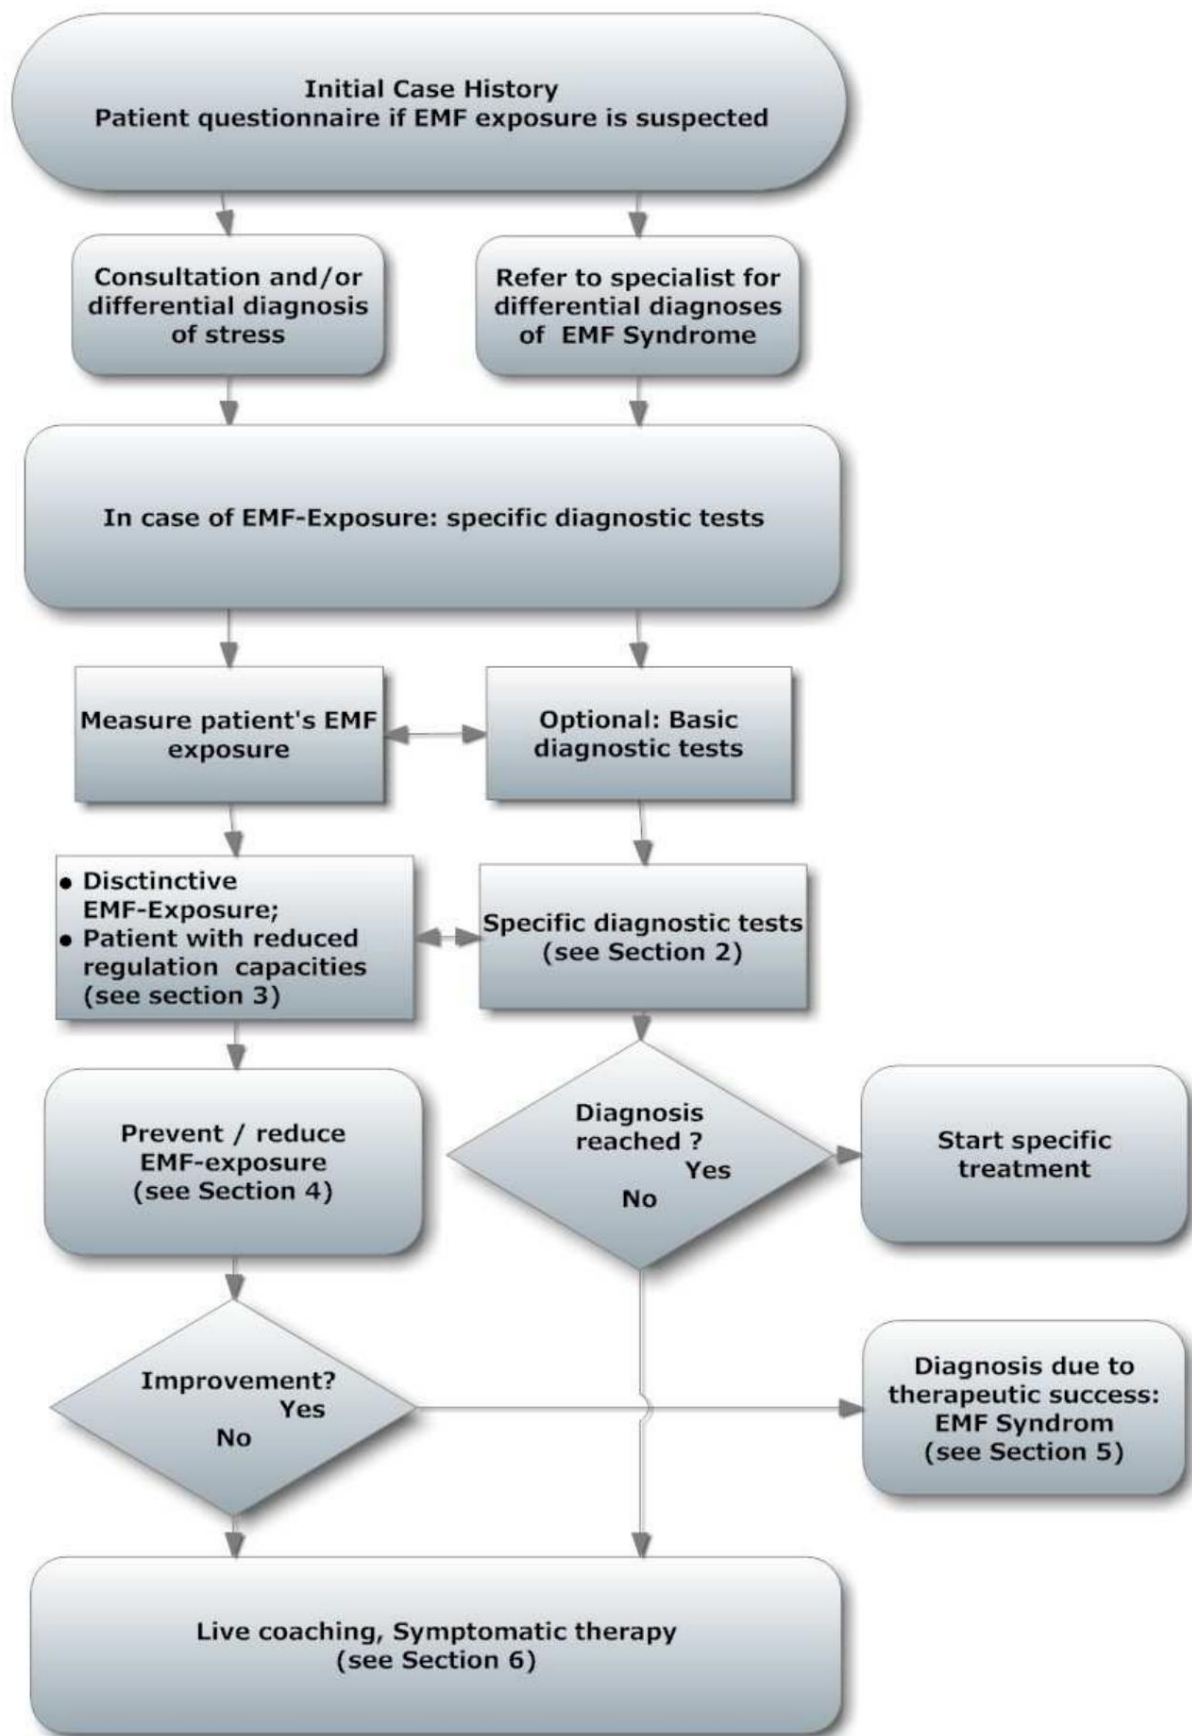 Initial Case History
Patient questionnaire if EMF exposure is suspected
Consultation and/or
differential diagnosis
of stress
Refer to specialist for
differential diagnoses
of EMF Syndrome
In case of EMF-Exposure: specific diagnostic tests
Measure patient's EMF
exposure
Optional: Basic
diagnostic tests
• Disctinctive
EMF-Exposure;
• Patient with reduced
regulation capacities
(see section 3)
Specific diagnostic tests
(see Section 2)
Prevent / reduce
EMF-exposure
(see Section 4)
Diagnosis
reached ?
Yes
No
Start specific
treatment
Improvement?
Yes
No
Diagnosis due to
therapeutic success:
EMF Syndrom
(see Section 5)
Live coaching, Symptomatic therapy
(see Section 6)